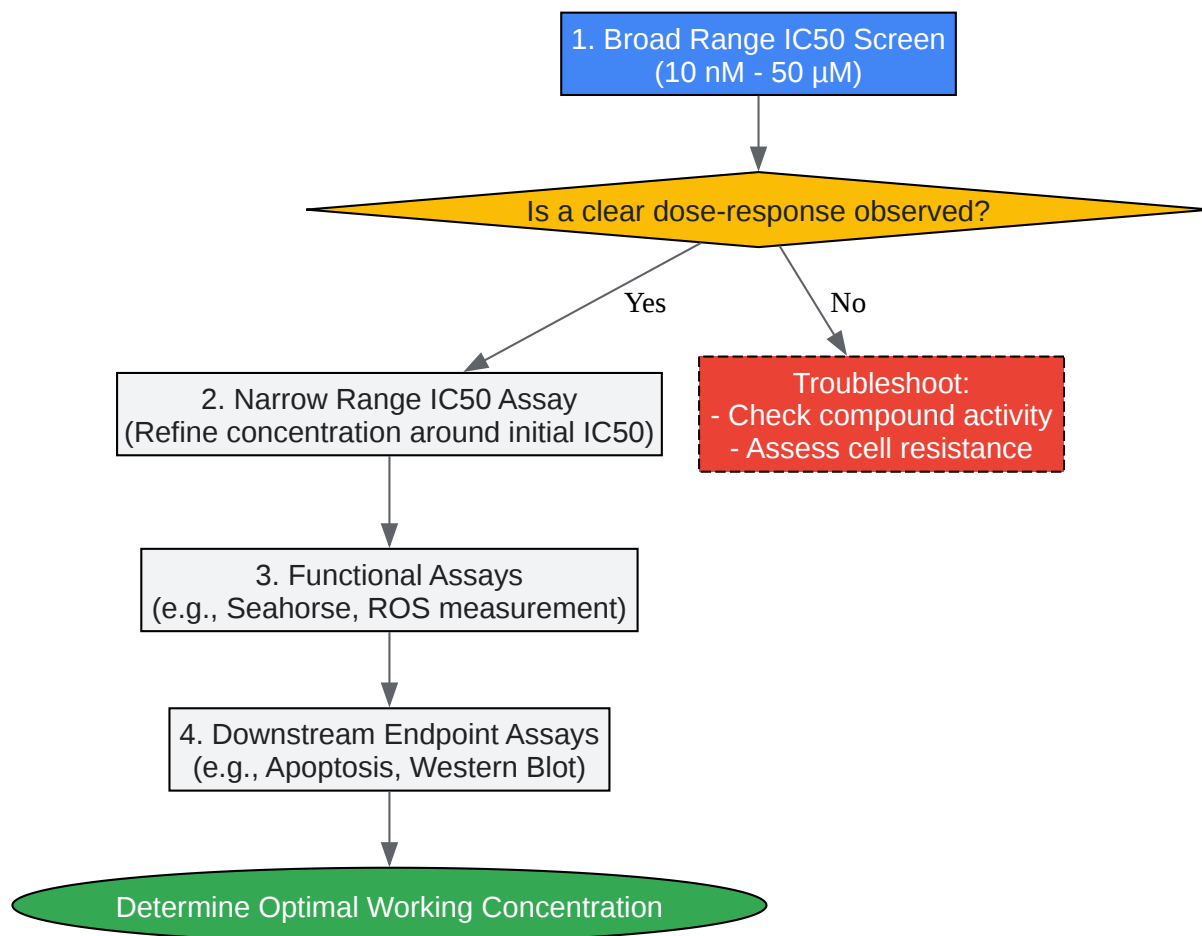 1. Broad Range IC50 Screen
(10 nM - 50 µM)
Is a clear dose-response observed?
Yes
No
2. Narrow Range IC50 Assay
(Refine concentration around initial IC50)
Troubleshoot:
- Check compound activity
- Assess cell resistance
3. Functional Assays
(e.g., Seahorse, ROS measurement)
4. Downstream Endpoint Assays
(e.g., Apoptosis, Western Blot)
Determine Optimal Working Concentration